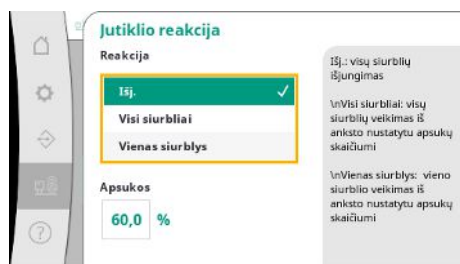 Jutiklio reakcija
Reakcija
Išj.
Visi siurbliai
Vienas siurblys
Apsukos
60,0 %
Išj.: visų siurblių
išjungimas
\nVisi siurbliai: visų
siurblių veikimas iš
anksto nustatytu apsukų
skaičiumi
\nVienas siurblys: vieno
siurblio veikimas iš
anksto nustatytu apsukų
skaičiumi